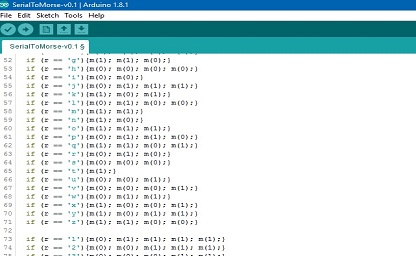 SerialToMorse-v0.1 | Arduino 1.8.1
File Edit Sketch Tools Help
SerialToMorse-v0.1 §
52 if (r == 'g'){m(1); m(1); m(0);}
53 if (r == 'h'){m(0); m(0); m(0); m(0);}
54 if (r == 'i'){m(0); m(0);}
55 if (r == 'j'){m(0); m(1); m(1); m(1);}
56 if (r == 'k'){m(1); m(0); m(1);}
57 if (r == 'l'){m(0); m(1); m(0); m(0);}
58 if (r == 'm'){m(1); m(1);}
59 if (r == 'n'){m(1); m(0);}
60 if (r == 'o'){m(1); m(1); m(1);}
61 if (r == 'p'){m(0); m(1); m(1); m(0);}
62 if (r == 'q'){m(1); m(1); m(0); m(1);}
63 if (r == 'r'){m(0); m(1); m(0);}
64 if (r == 's'){m(0); m(0); m(0);}
65 if (r == 't'){m(1);}
66 if (r == 'u'){m(0); m(0); m(1);}
67 if (r == 'v'){m(0); m(0); m(0); m(1);}
68 if (r == 'w'){m(0); m(1); m(1);}
69 if (r == 'x'){m(1); m(0); m(0); m(1);}
70 if (r == 'y'){m(1); m(0); m(1); m(1);}
71 if (r == 'z'){m(1); m(1); m(0); m(0);}
72
73 if (r == '1'){m(0); m(1); m(1); m(1); m(1);}
74 if (r == '2'){m(0); m(0); m(1); m(1); m(1);}